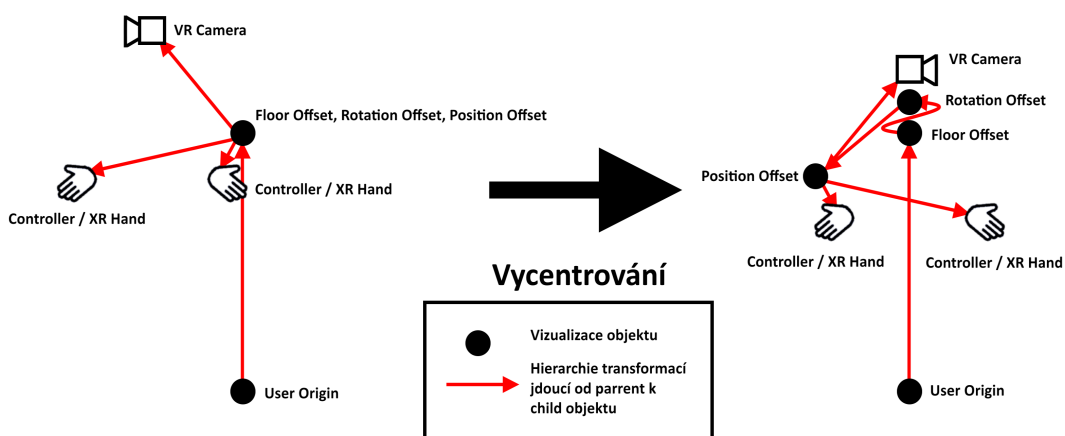 VR Camera
Floor Offset, Rotation Offset, Position Offset
Controller / XR Hand
Controller / XR Hand
User Origin
Vycentrování
Vizualizace objektu
Hierarchie transformací
jdoucí od parrent k
child objektu
VR Camera
Rotation Offset
Floor Offset
Position Offset
Controller / XR Hand
Controller / XR Hand
User Origin